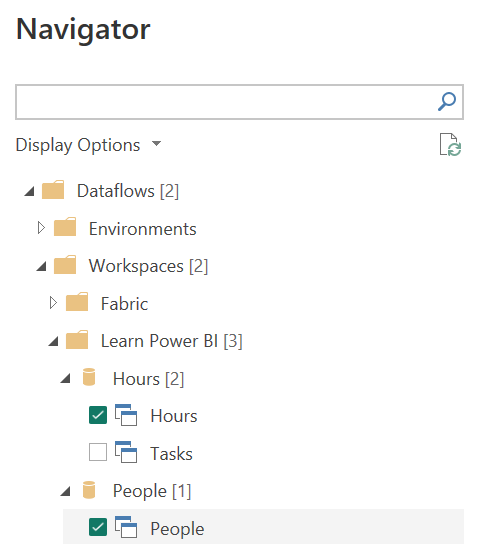 Navigator
Display Options
Dataflows [2]
Environments
Workspaces [2]
Fabric
Learn Power BI [3]
Hours [2]
Hours
Tasks
People [1]
People